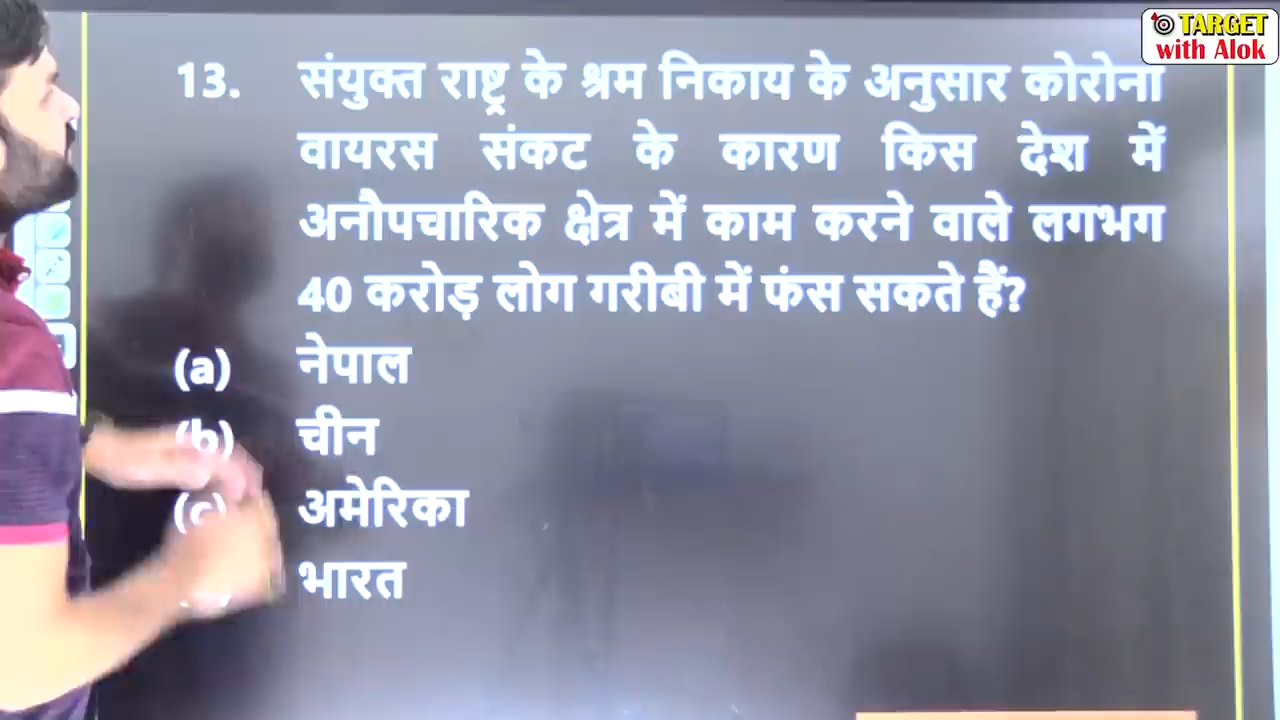 TARGET
with Alok
13. संयुक्त राष्ट्र के श्रम निकाय के अनुसार कोरोना
वायरस संकट के कारण किस देश में
अनौपचारिक क्षेत्र में काम करने वाले लगभग
40 करोड़ लोग गरीबी में फंस सकते हैं?
(a) नेपाल
(b) चीन
(c) अमेरिका
भारत